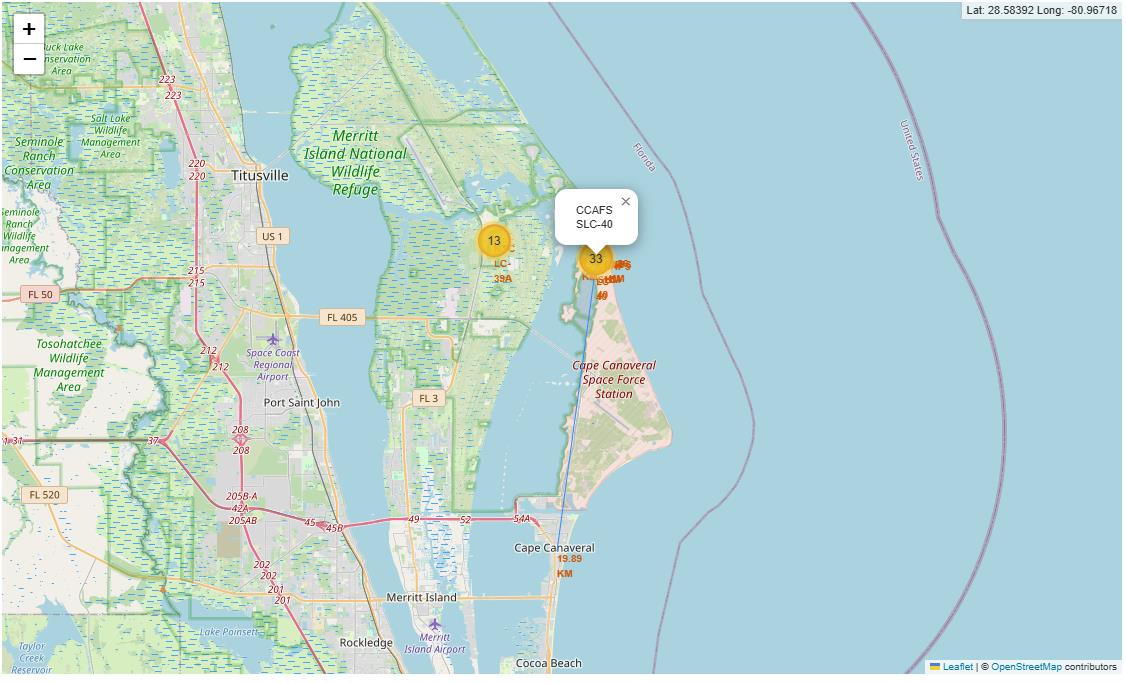 Lat: 28.58392 Long: -80.96718
+
−
Buck Lake
Conservation
Area
223
223
Salt Lake
Wildlife
Management
Area
Seminole
Ranch
Conservation
Area
220
220
Titusville
Merritt
Island National
Wildlife
Refuge
Florida
United States
Seminole
Ranch
Wildlife
Management
Area
US 1
CCAFS
SLC-40
×
13
33
LC-
39A
215
215
FL 50
FL 405
Tosohatchee
Wildlife
Management
Area
212
212
Space Coast
Regional
Airport
Cape Canaveral
Space Force
Station
Port Saint John
FL 3
208
208
1-31
37
FL 520
205B-A
42A
205AB
45
45B
49
52
54A
Cape Canaveral
19.89
KM
202
202
201
201
Merritt Island
Lake Poinsett
Rockledge
Merritt
Island Airport
Taylor
Creek
Reservoir
Cocoa Beach
Leaflet | © OpenStreetMap contributors